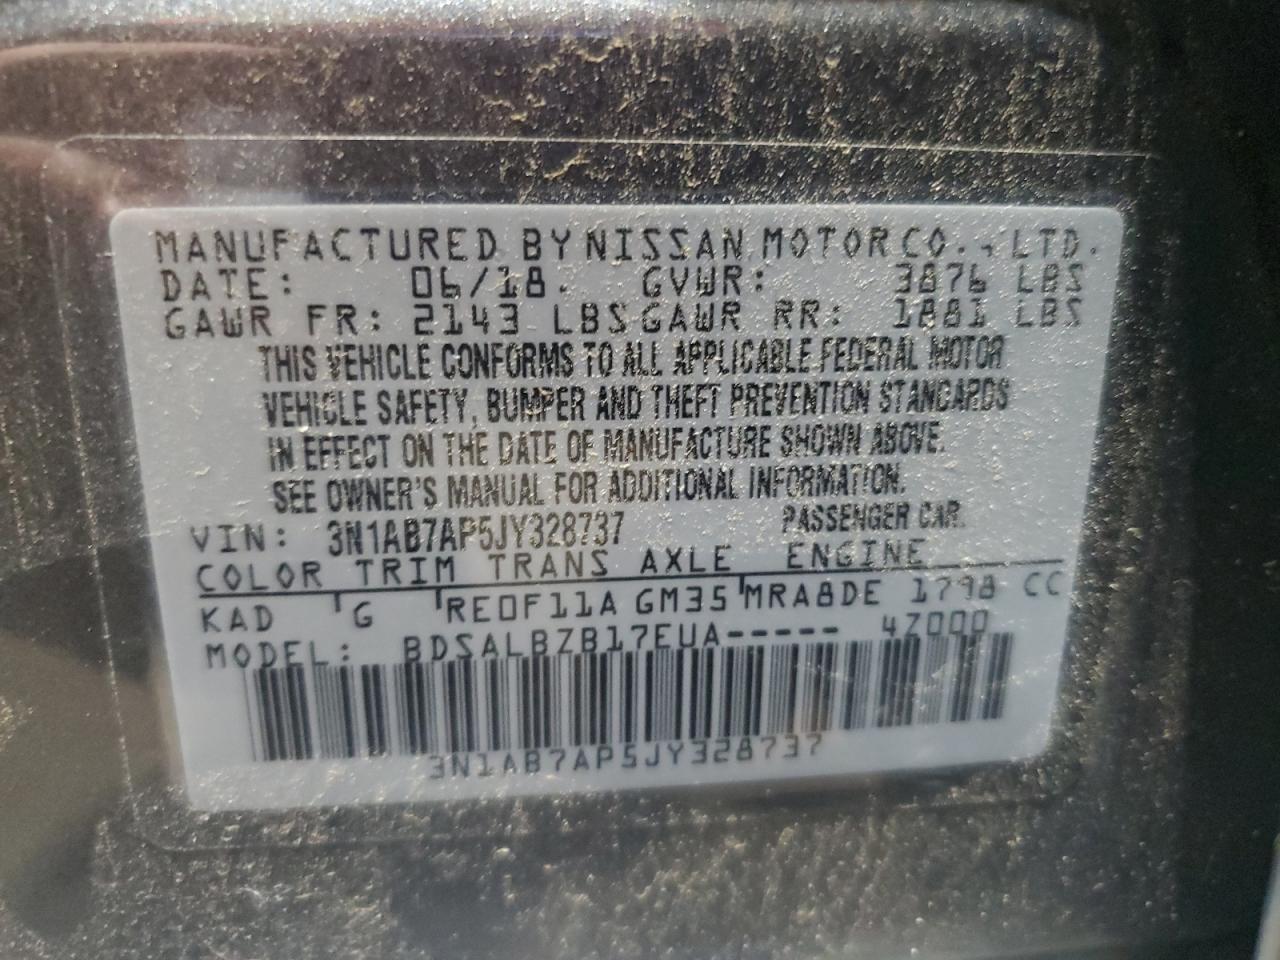 MANUFACTURED BY NISSAN MOTOR CO., LTD.
DATE: 06/18. GVWR: 3876 LBS
GAWR FR: 2143 LBS GAWR RR: 1881 LBS
THIS VEHICLE CONFORMS TO ALL APPLICABLE FEDERAL MOTOR
VEHICLE SAFETY, BUMPER AND THEFT PREVENTION STANDARDS
IN EFFECT ON THE DATE OF MANUFACTURE SHOWN ABOVE.
SEE OWNER'S MANUAL FOR ADDITIONAL INFORMATION.
VIN: 3N1AB7AP5JY328737 PASSENGER CAR.
COLOR TRIM TRANS AXLE ENGINE
KAD G RE0F11A GM35 MRA8DE 1798 CC
MODEL: BDSALBZB17EUA----- 4Z000
3N1AB7AP5JY328737